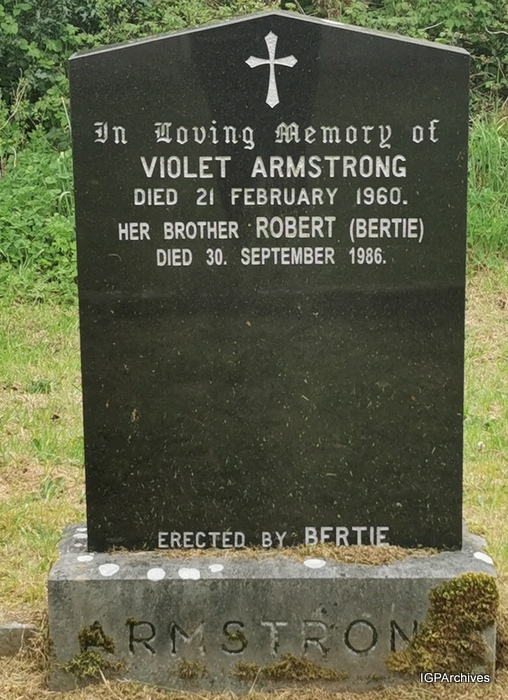 In Loving Memory of
VIOLET ARMSTRONG
DIED 21 FEBRUARY 1960.
HER BROTHER ROBERT (BERTIE)
DIED 30. SEPTEMBER 1986.
ERECTED BY BERTIE
ARMSTRON
IGPArchives